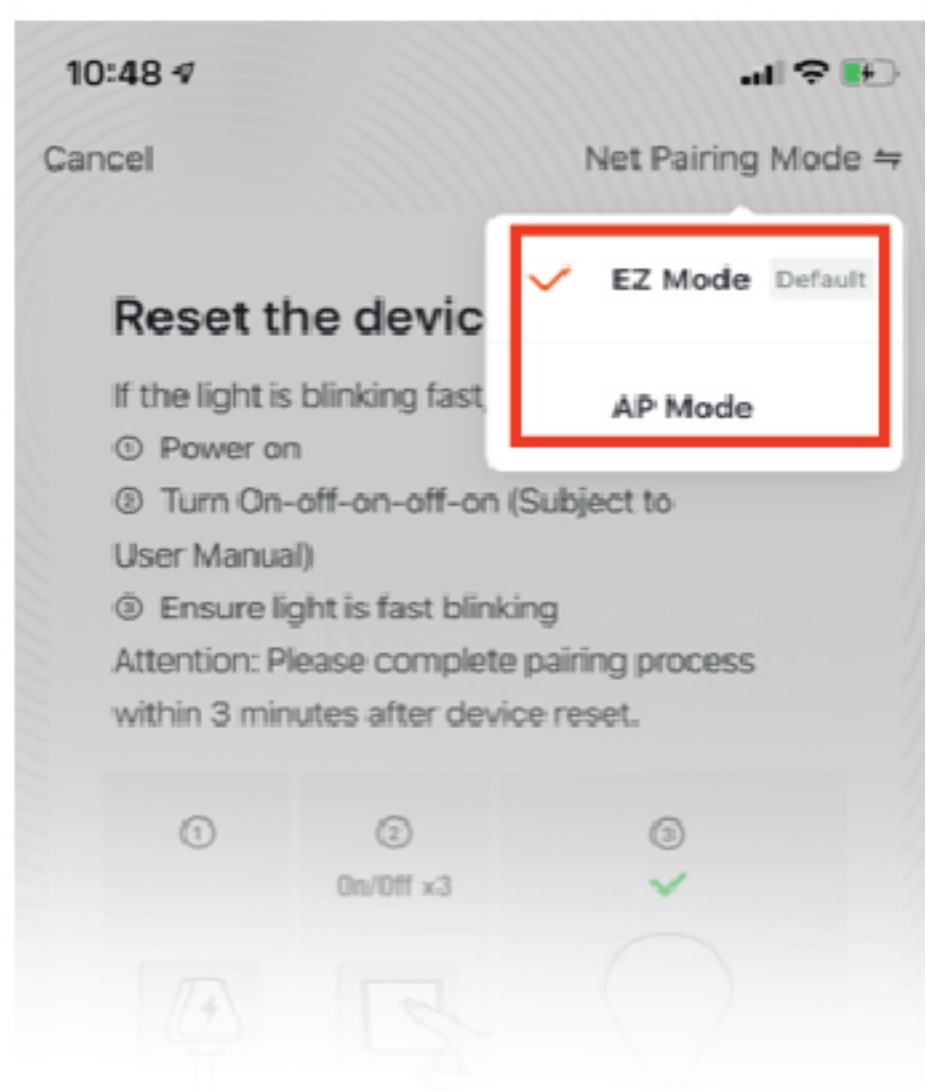 10:48
Cancel
Net Pairing Mode ⇋
EZ Mode Default
AP Mode
Reset the devic
If the light is blinking fast,
① Power on
② Turn On-off-on-off-on (Subject to
User Manual)
③ Ensure light is fast blinking
Attention: Please complete pairing process
within 3 minutes after device reset.
① ② ③
On/Off x3